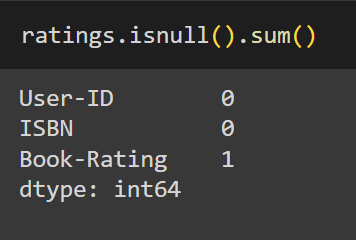 ratings.isnull().sum()
User-ID 0
ISBN 0
Book-Rating 1
dtype: int64